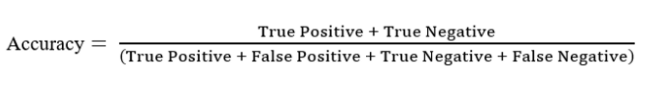 Accuracy = True Positive + True Negative
(True Positive + False Positive + True Negative + False Negative)